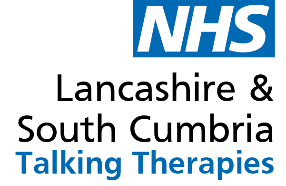 NHS
Lancashire &
South Cumbria
Talking Therapies